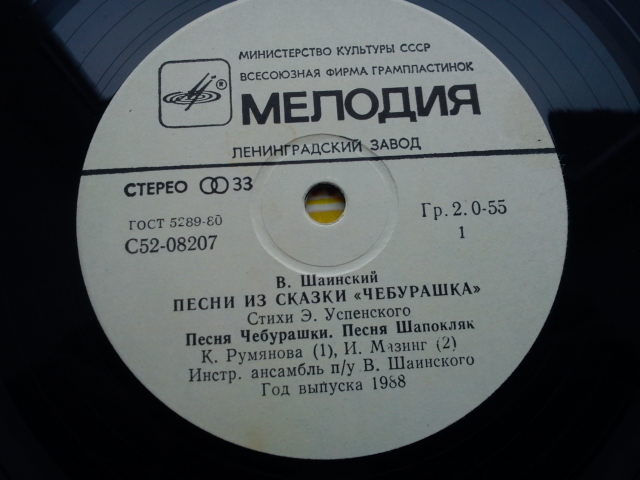 МИНИСТЕРСТВО КУЛЬТУРЫ СССР
ВСЕСОЮЗНАЯ ФИРМА ГРАМПЛАСТИНОК
® МЕЛОДИЯ
ЛЕНИНГРАДСКИЙ ЗАВОД
СТЕРЕО 33
ГОСТ 5289-80
С52-08207
Гр. 2. 0-55
1
В. Шаинский
ПЕСНИ ИЗ СКАЗКИ «ЧЕБУРАШКА»
Стихи Э. Успенского
Песня Чебурашки. Песня Шапокляк
К. Румянова (1), И. Мазинг (2)
Инстр. ансамбль п/у В. Шаинского
Год выпуска 1988